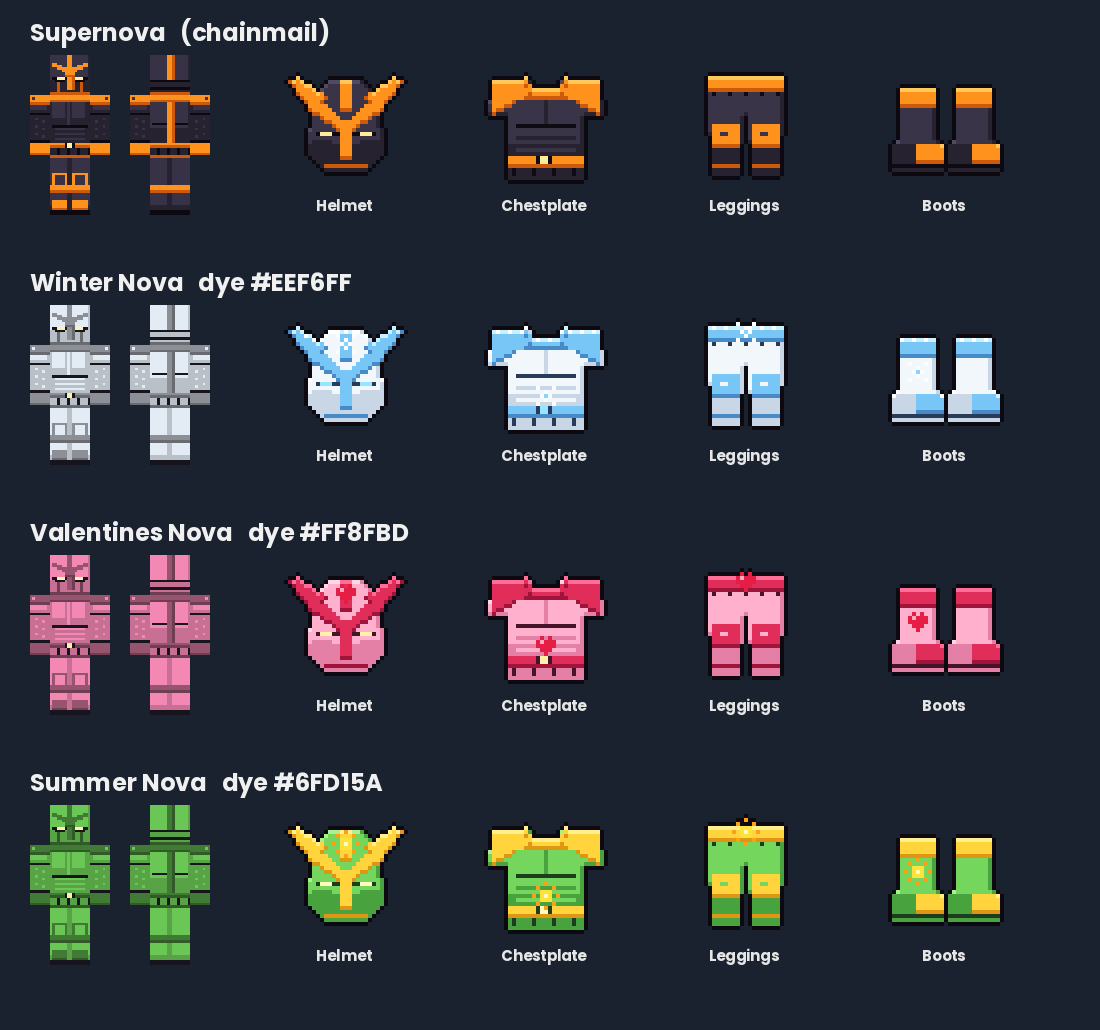 Supernova (chainmail)
Helmet Chestplate Leggings Boots
Winter Nova dye #EEF6FF
Helmet Chestplate Leggings Boots
Valentines Nova dye #FF8FBD
Helmet Chestplate Leggings Boots
Summer Nova dye #6FD15A
Helmet Chestplate Leggings Boots